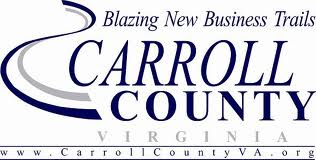 Blazing New Business Trails
CARROLL
COUNTY
VIRGINIA
www.CarrollCountyVA.org